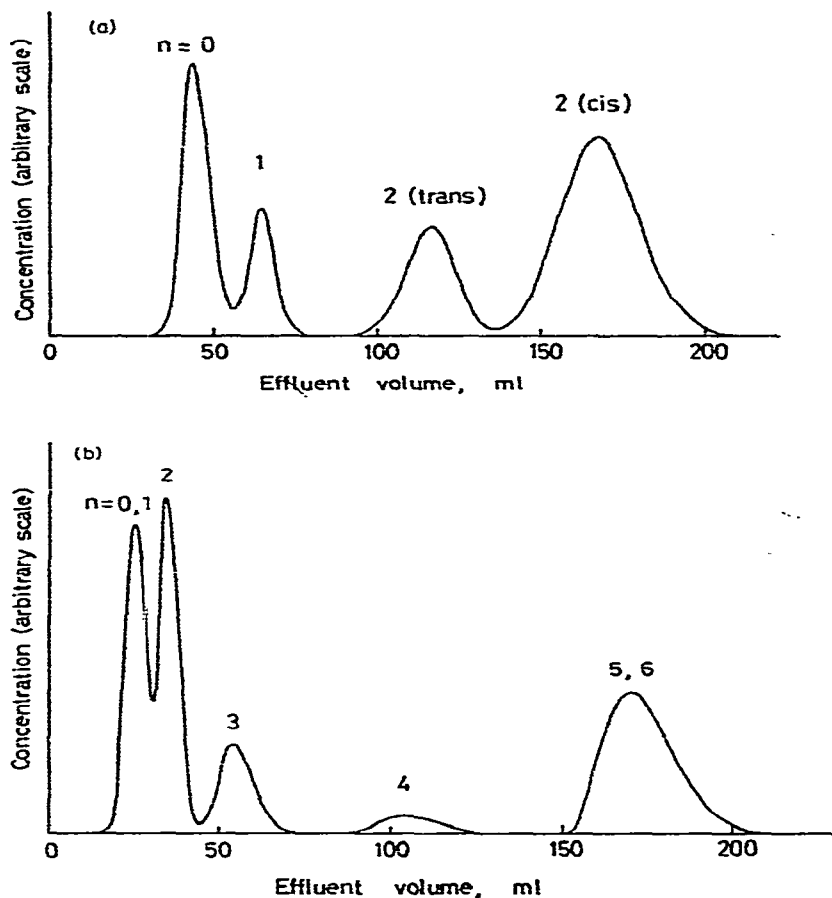 (a)
n = 0
1
2 (trans)
2 (cis)
Concentration (arbitrary scale)
0 50 100 150 200
Effluent volume, ml
(b)
n=0,1
2
3
4
5, 6
Concentration (arbitrary scale)
0 50 100 150 200
Effluent volume, ml